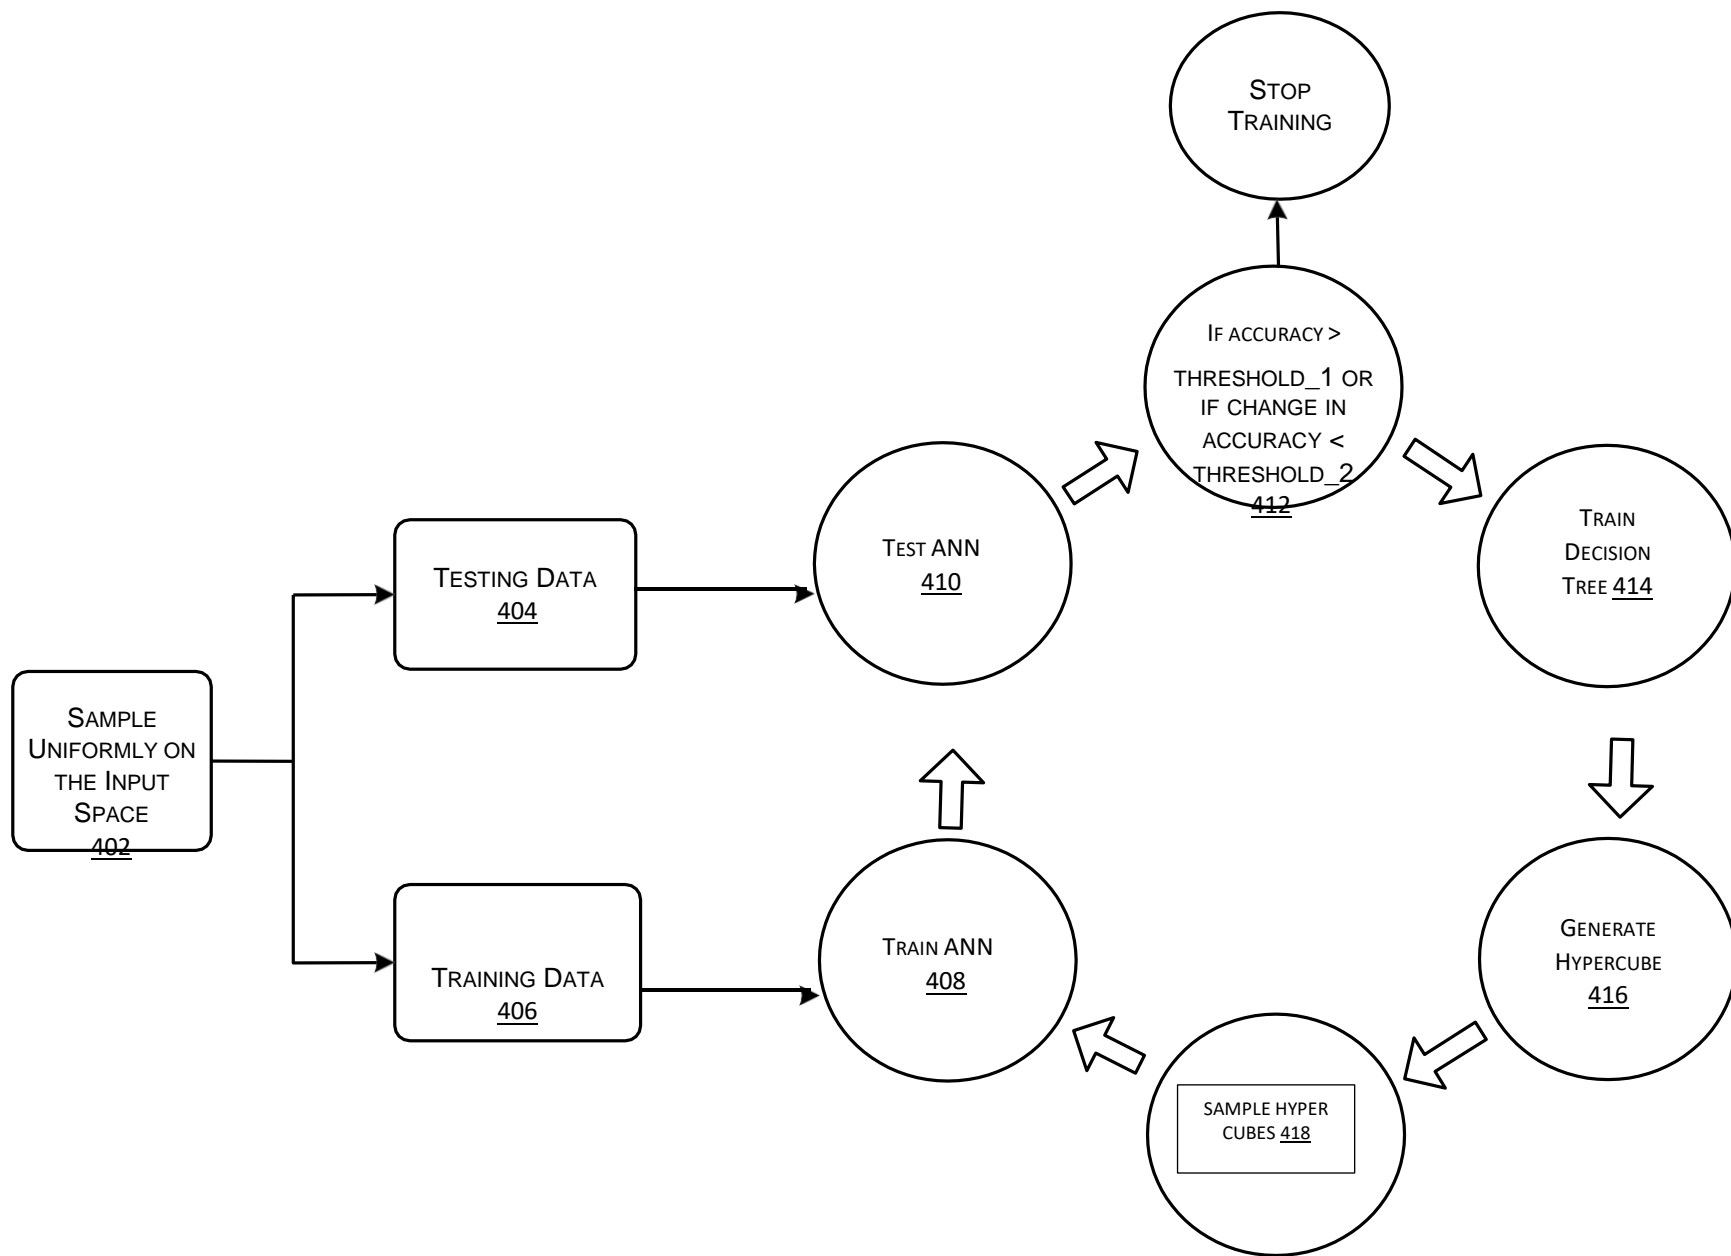 STOP
TRAINING
IF ACCURACY >
THRESHOLD_1 OR
IF CHANGE IN
ACCURACY <
THRESHOLD_2
412
TEST ANN
410
TRAIN
DECISION
TREE 414
TESTING DATA
404
SAMPLE
UNIFORMLY ON
THE INPUT
SPACE
402
TRAINING DATA
406
TRAIN ANN
408
GENERATE
HYPERCUBE
416
SAMPLE HYPER
CUBES 418